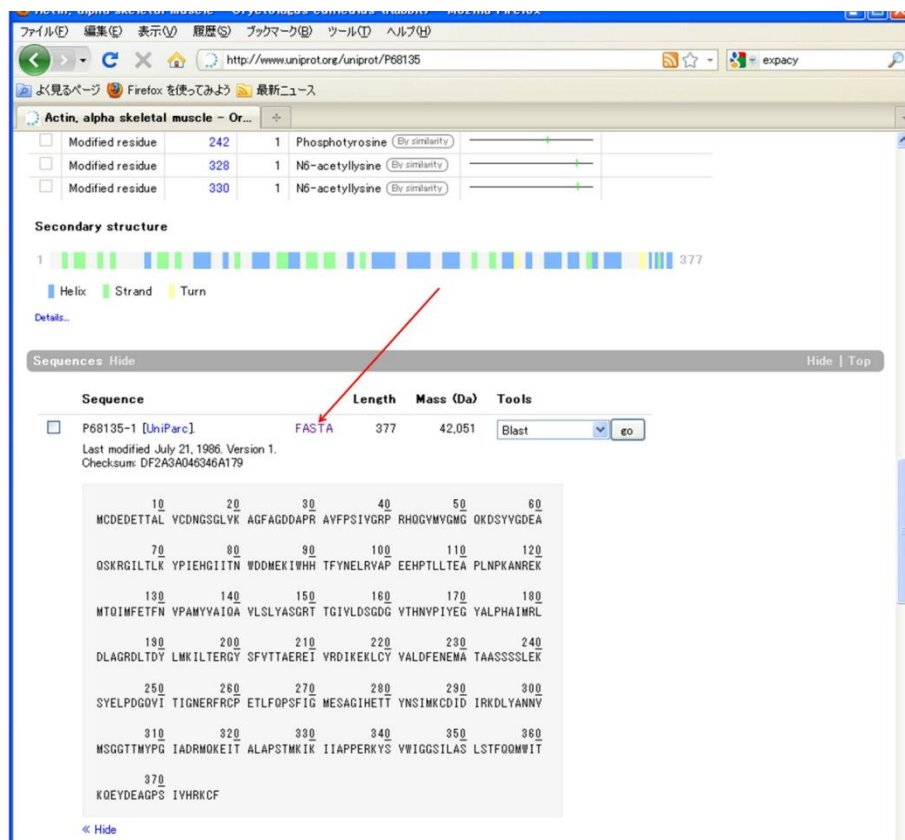 Actin, alpha skeletal muscle - Oryctolagus cuniculus (Rabbit) - Mozilla Firefox
ファイル(F) 編集(E) 表示(V) 履歴(S) ブックマーク(B) ツール(T) ヘルプ(H)
http://www.uniprot.org/uniprot/P68135 expacy
よく見るページ Firefox を使ってみよう 最新ニュース
Actin, alpha skeletal muscle - Or...
Modified residue 242 1 Phosphotyrosine By similarity
Modified residue 328 1 N6-acetyllysine By similarity
Modified residue 330 1 N6-acetyllysine By similarity
Secondary structure
1 377
Helix Strand Turn
Details...
Sequences Hide Hide | Top
Sequence Length Mass (Da) Tools
P68135-1 [UniParc]. FASTA 377 42,051 Blast go
Last modified July 21, 1986. Version 1.
Checksum: DF2A3A046346A179
10 20 30 40 50 60
MCDEDETTAL VCDNGSGLVK AGFAGDDAPR AVFPSIVGRP RHQGVMVGMG QKDSYVGDEA
70 80 90 100 110 120
QSKRGILTLK YPIEHGIITN WDDMEKIWHH TFYNELRVAP EEHPTLLTEA PLNPKANREK
130 140 150 160 170 180
MTQIMFETFN VPAMYVAIQA VLSLYASGRT TGIVLDSGDG VTHNVPIYEG YALPHAIMRL
190 200 210 220 230 240
DLAGRDLTDY LMKILTERGY SFVTTAEREI VRDIKEKLCY VALDFENEMA TAASSSSLEK
250 260 270 280 290 300
SYELPDGQVI TIGNERFRCP ETLFQPSFIG MESAGIHETT YNSIMKCDID IRKDLYANNV
310 320 330 340 350 360
MSGGTTMYPG IADRMQKEIT ALAPSTMKIK IIAPPERKYS VWIGGSILAS LSTFQQMWIT
370
KQEYDEAGPS IVHRKCF
« Hide